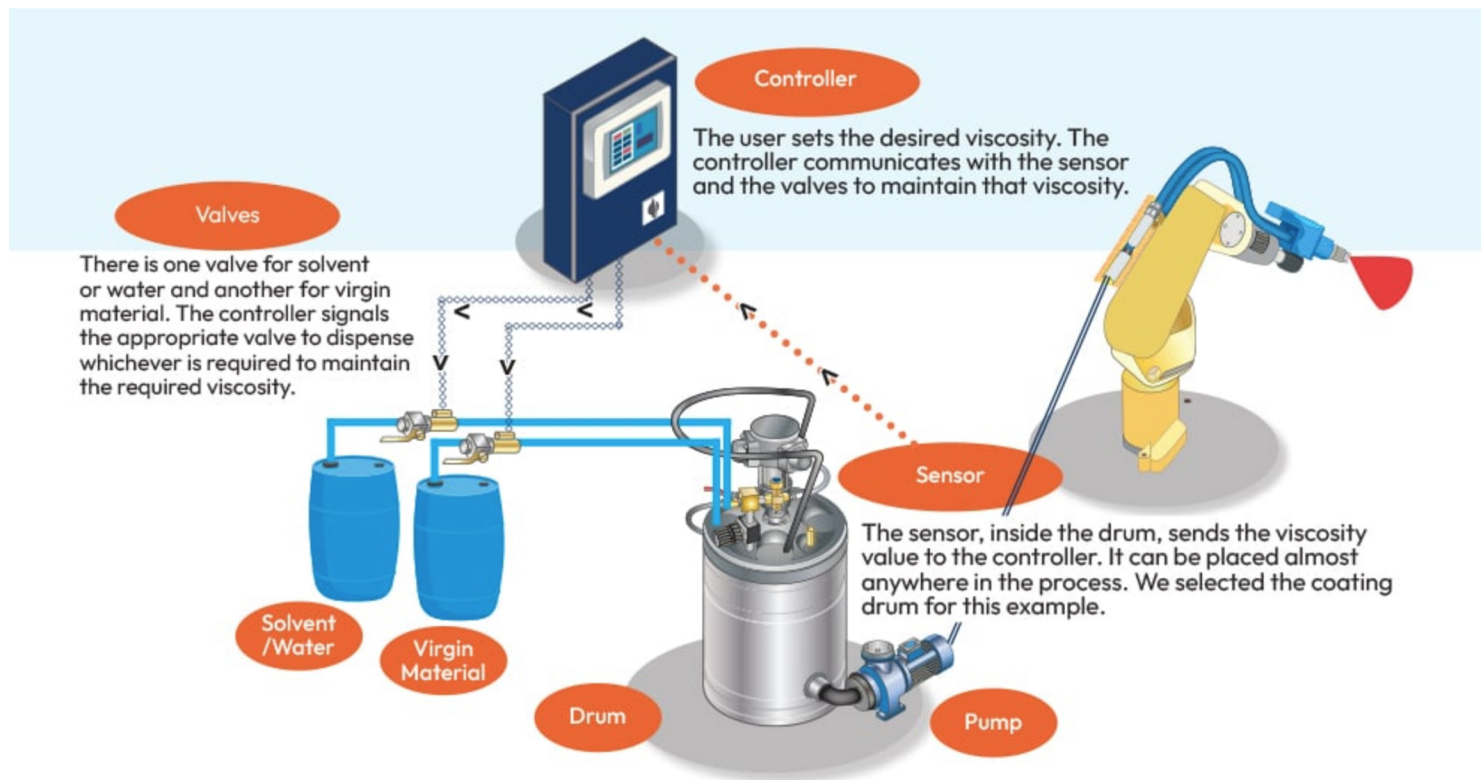 Controller
The user sets the desired viscosity. The
controller communicates with the sensor
and the valves to maintain that viscosity.
Valves
There is one valve for solvent
or water and another for virgin
material. The controller signals
the appropriate valve to dispense
whichever is required to maintain
the required viscosity.
Sensor
The sensor, inside the drum, sends the viscosity
value to the controller. It can be placed almost
anywhere in the process. We selected the coating
drum for this example.
Solvent
/Water
Virgin
Material
Drum
Pump